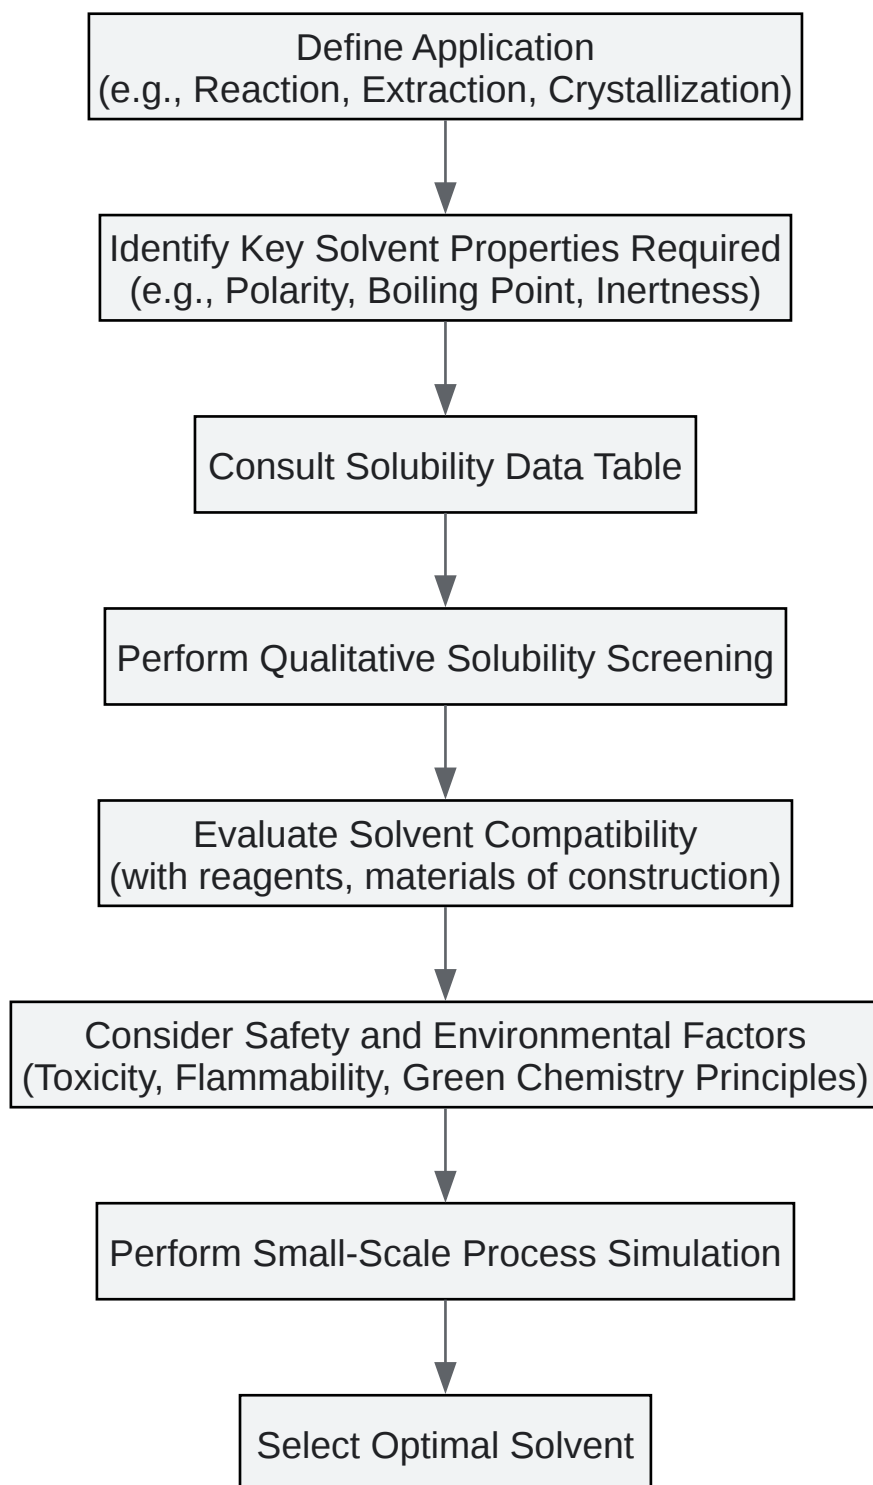 Define Application
(e.g., Reaction, Extraction, Crystallization)
Identify Key Solvent Properties Required
(e.g., Polarity, Boiling Point, Inertness)
Consult Solubility Data Table
Perform Qualitative Solubility Screening
Evaluate Solvent Compatibility
(with reagents, materials of construction)
Consider Safety and Environmental Factors
(Toxicity, Flammability, Green Chemistry Principles)
Perform Small-Scale Process Simulation
Select Optimal Solvent